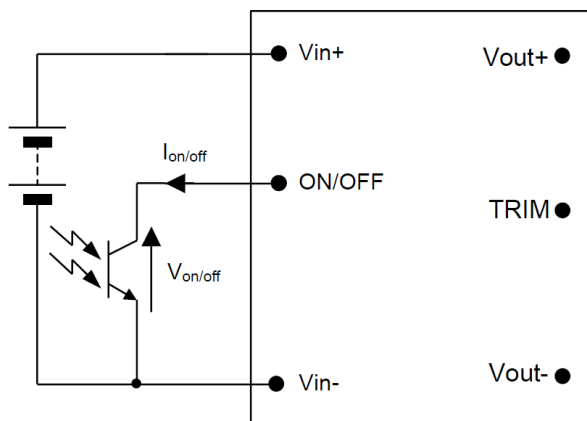 Vin+
Vout+
Ion/off
ON/OFF
TRIM
Von/off
Vin-
Vout-